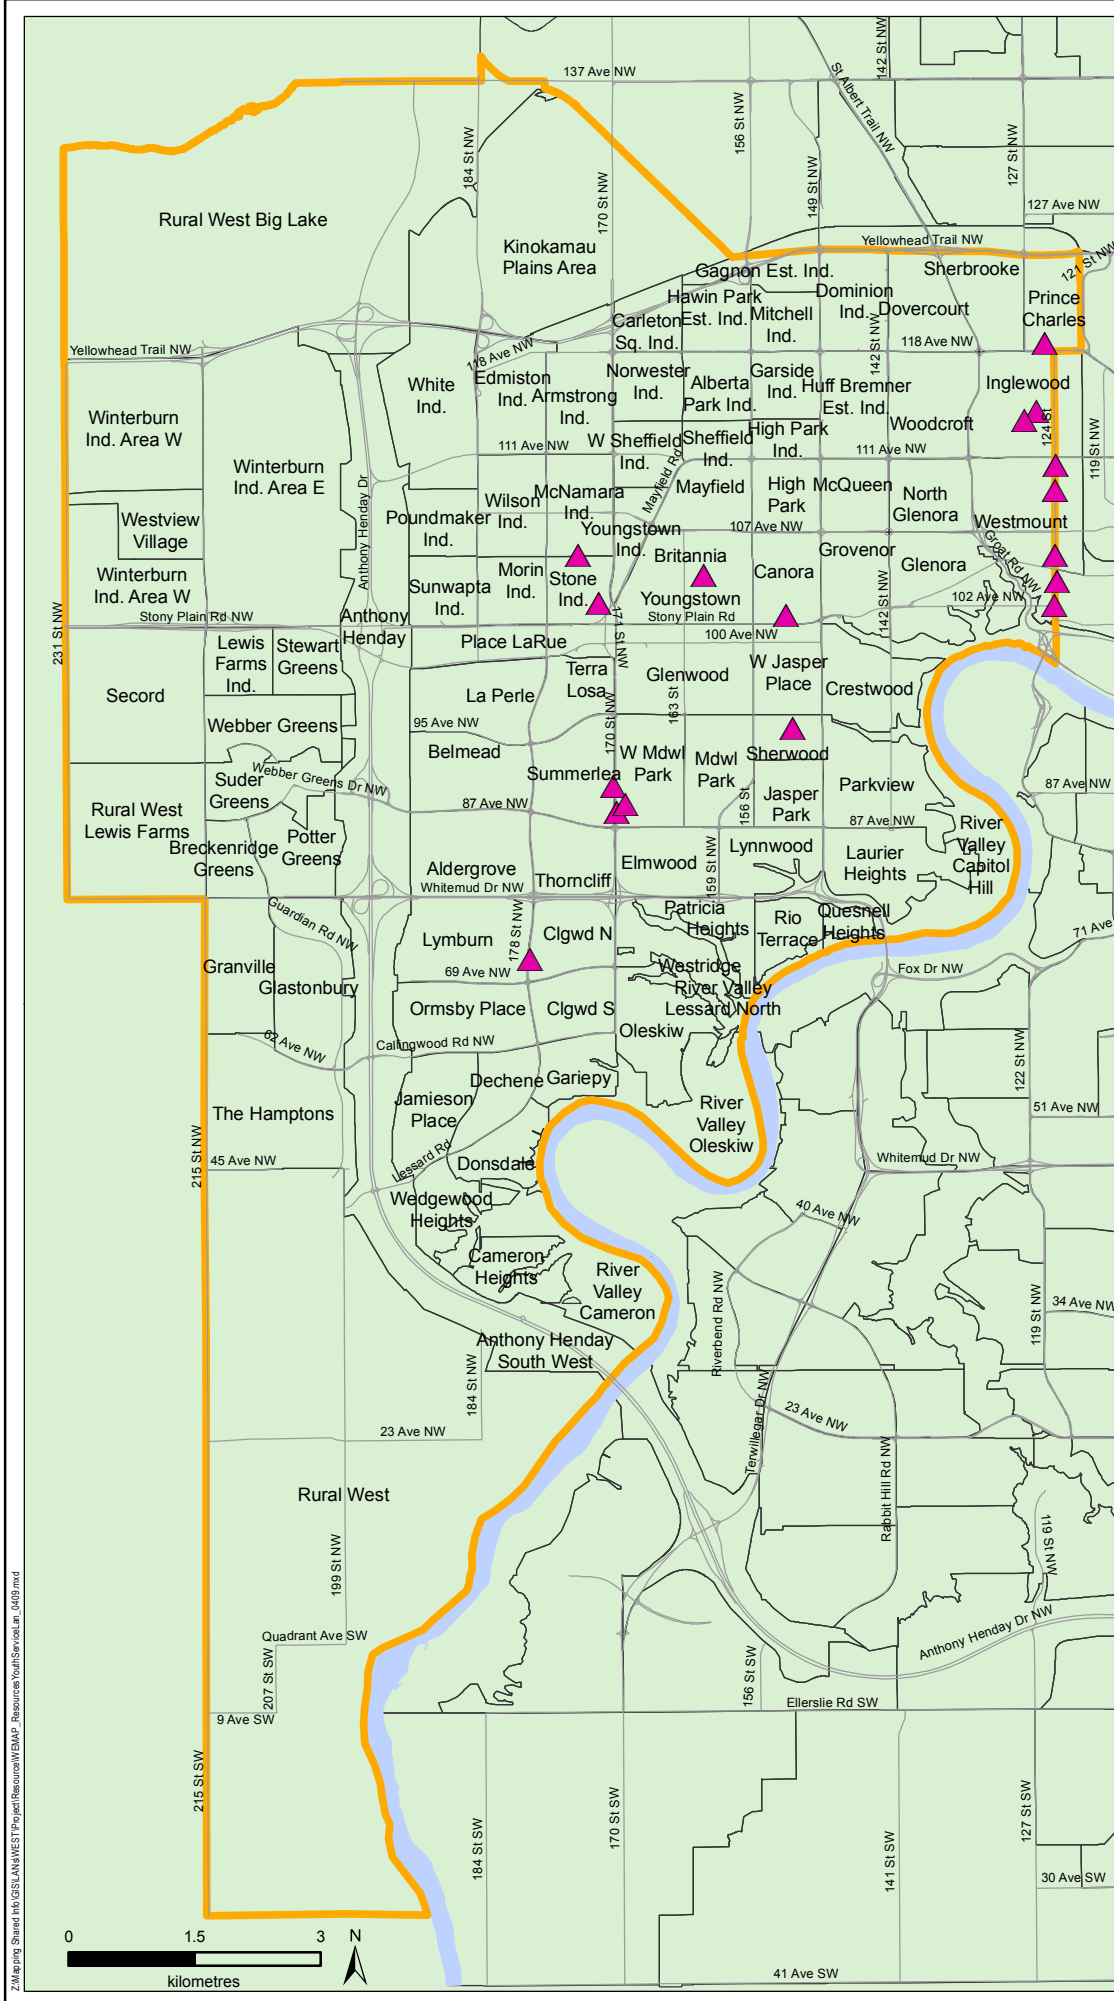 137 Ave NW
142 St NW
St Albert Trail NW
156 St NW
184 St NW
127 St NW
149 St NW
170 St NW
127 Ave NW
Rural West Big Lake
Kinokamau
Plains Area
Yellowhead Trail NW
121 St NW
Gagnon Est. Ind.
Sherbrooke
Hawin Park
Est. Ind.
Mitchell
Ind.
Dominion
Ind.
Dovercourt
Prince
Charles
Carleton
Sq. Ind.
142 St NW
118 Ave NW
Yellowhead Trail NW
118 Ave NW
White
Ind.
Edmiston
Ind.
Armstrong
Ind.
Norwester
Ind.
Alberta
Park Ind.
Garside
Ind.
Huff Bremner
Est. Ind.
Inglewood
Woodcroft
124 St
119 St NW
Winterburn
Ind. Area W
111 Ave NW
W Sheffield
Ind.
Sheffield
Ind.
High Park
Ind.
111 Ave NW
Winterburn
Ind. Area E
Anthony Henday Dr
Mayfield Rd
Mayfield
High
Park
McQueen
North
Glenora
Westmount
Wilson
Ind.
McNamara
Ind.
Westview
Village
Poundmaker
Ind.
Youngstown
Ind.
107 Ave NW
Groat Rd NW
Britannia
Youngstown
Canora
Grovenor
Glenora
Winterburn
Ind. Area W
Sunwapta
Ind.
Morin
Ind.
Stone
Ind.
102 Ave NW
142 St NW
231 St NW
Stony Plain Rd NW
Anthony
Henday
171 St NW
Stony Plain Rd
100 Ave NW
Lewis
Farms
Ind.
Stewart
Greens
Place LaRue
Terra
Losa
Glenwood
W Jasper
Place
Crestwood
Secord
La Perle
163 St
170 St NW
Webber Greens
95 Ave NW
Belmead
W Mdwl
Park
Mdwl
Park
Sherwood
Summerlea
Suder
Greens
Webber Greens Dr NW
Parkview
87 Ave NW
Rural West
Lewis Farms
87 Ave NW
156 St
Jasper
Park
87 Ave NW
River
Valley
Capitol
Hill
Breckenridge
Greens
Potter
Greens
Lynnwood
Laurier
Heights
Aldergrove
Elmwood
159 St NW
Thorncliff
Whitemud Dr NW
Guardian Rd NW
178 St NW
Patricia
Heights
Rio
Terrace
Quesnell
Heights
71 Ave
Lymburn
Clgwd N
Granville
69 Ave NW
Westridge
Fox Dr NW
Glastonbury
River Valley
Lessard North
Ormsby Place
Clgwd S
Oleskiw
62 Ave NW
Callingwood Rd NW
122 St NW
Dechene
Gariepy
The Hamptons
Jamieson
Place
River
Valley
Oleskiw
51 Ave NW
215 St NW
45 Ave NW
Lessard Rd
Donsdale
Whitemud Dr NW
Wedgewood
Heights
40 Ave NW
Cameron
Heights
River
Valley
Cameron
Riverbend Rd NW
34 Ave NW
119 St NW
Anthony Henday
South West
184 St NW
23 Ave NW
Terwillegar Dr NW
23 Ave NW
Rabbit Hill Rd NW
Rural West
119 St NW
199 St NW
Anthony Henday Dr NW
Quadrant Ave SW
207 St SW
156 St SW
Ellerslie Rd SW
9 Ave SW
215 St SW
170 St SW
127 St SW
184 St SW
141 St SW
30 Ave SW
0 1.5 3
kilometres
N
41 Ave SW